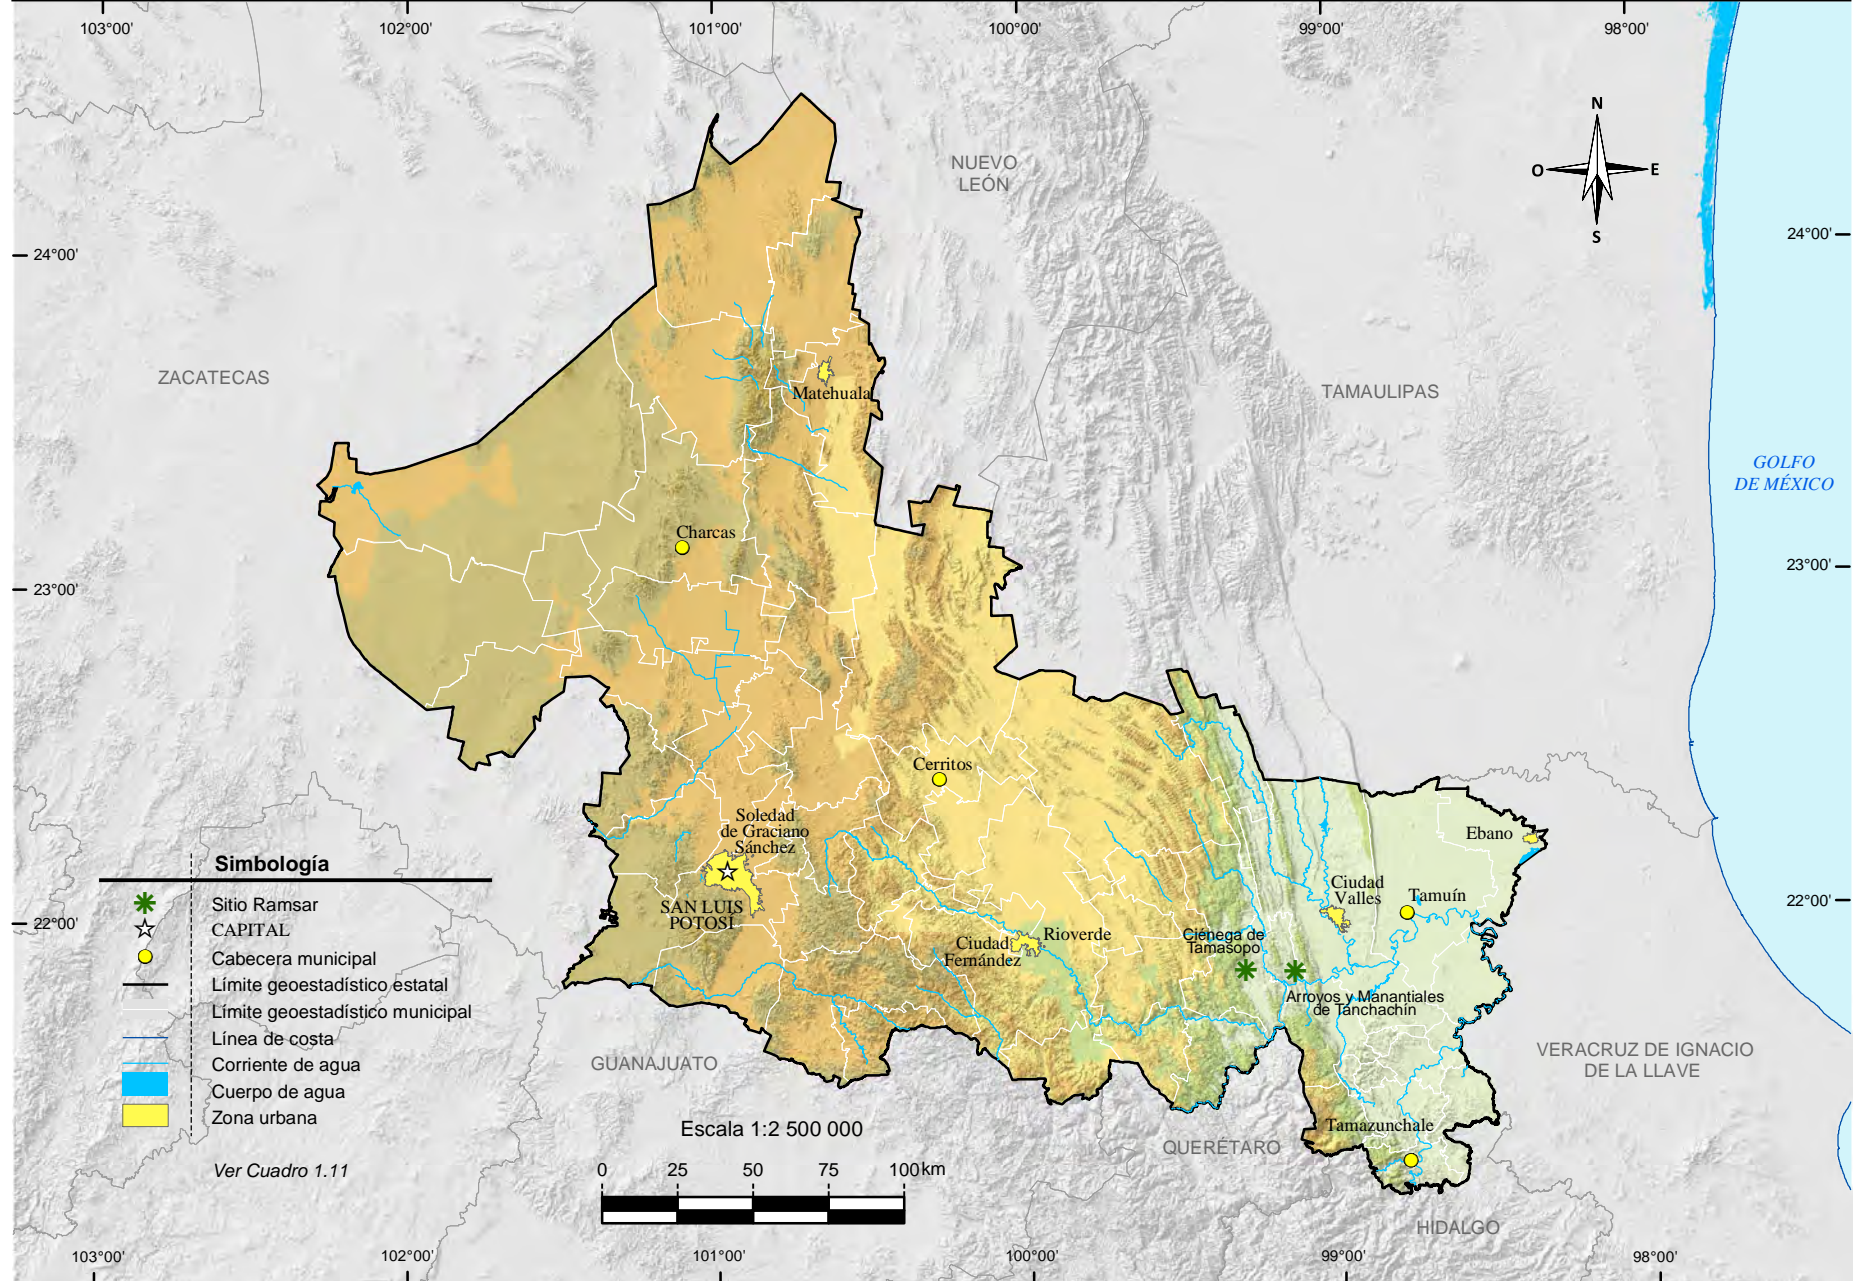 103°00'
102°00'
101°00'
100°00'
99°00'
98°00'
N
O
E
S
NUEVO
LEÓN
24°00'
24°00'
ZACATECAS
Matehuala
TAMAULIPAS
GOLFO
DE MÉXICO
Charcas
23°00'
23°00'
Cerritos
Soledad
de Graciano
Sánchez
Ebano
Ciudad
Valles
Tamuín
SAN LUIS
POTOSÍ
22°00'
22°00'
Ciudad
Fernández
Rioverde
Ciénega de
Tamasopo
Arroyos y Manantiales
de Tanchachín
Simbología
Sitio Ramsar
CAPITAL
Cabecera municipal
Límite geoestadístico estatal
Límite geoestadístico municipal
Línea de costa
Corriente de agua
Cuerpo de agua
Zona urbana
Ver Cuadro 1.11
GUANAJUATO
VERACRUZ DE IGNACIO
DE LA LLAVE
Escala 1:2 500 000
0 25 50 75 100 km
QUERÉTARO
Tamazunchale
HIDALGO
103°00'
102°00'
101°00'
100°00'
99°00'
98°00'